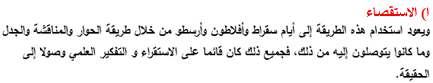 ا) الاستقصاء
ويعود استخدام هذه الطريقة إلى أيام سقراط وأفلاطون وأرسطو من خلال طريقة الحوار والمناقشة والجدل
وما كانوا يتوصلون إليه من ذلك، فجميع ذلك كان قائما على الاستقراء و التفكير العلمي وصولا إلى
الحقيقة.